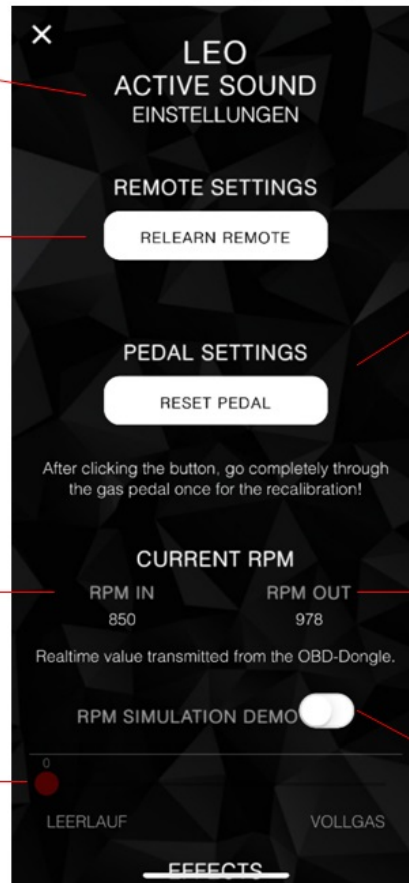 LEO
ACTIVE SOUND
EINSTELLUNGEN
REMOTE SETTINGS
RELEARN REMOTE
PEDAL SETTINGS
RESET PEDAL
After clicking the button, go completely through
the gas pedal once for the recalibration!
CURRENT RPM
RPM IN RPM OUT
850 978
Realtime value transmitted from the OBD-Dongle.
RPM SIMULATION DEMO
0
LEERLAUF VOLLGAS
EFFECTS